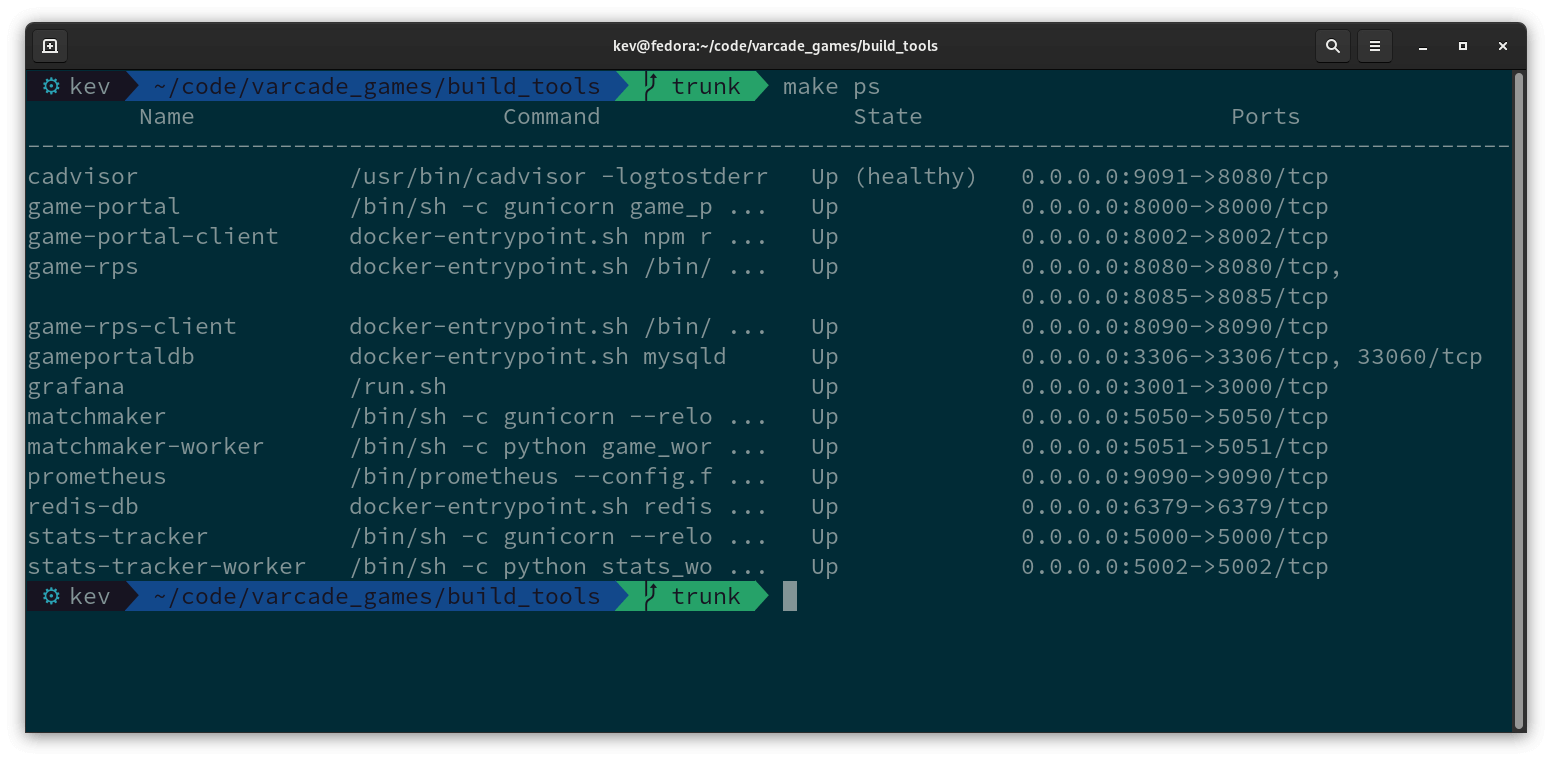 kev@fedora:~/code/varcade_games/build_tools
kev ~/code/varcade_games/build_tools trunk make ps
Name Command State Ports
--------------------------------------------------------------------------------------------------------------
cadvisor /usr/bin/cadvisor -logtostderr Up (healthy) 0.0.0.0:9091->8080/tcp
game-portal /bin/sh -c gunicorn game_p ... Up 0.0.0.0:8000->8000/tcp
game-portal-client docker-entrypoint.sh npm r ... Up 0.0.0.0:8002->8002/tcp
game-rps docker-entrypoint.sh /bin/ ... Up 0.0.0.0:8080->8080/tcp,
0.0.0.0:8085->8085/tcp
game-rps-client docker-entrypoint.sh /bin/ ... Up 0.0.0.0:8090->8090/tcp
gameportaldb docker-entrypoint.sh mysqld Up 0.0.0.0:3306->3306/tcp, 33060/tcp
grafana /run.sh Up 0.0.0.0:3001->3000/tcp
matchmaker /bin/sh -c gunicorn --relo ... Up 0.0.0.0:5050->5050/tcp
matchmaker-worker /bin/sh -c python game_wor ... Up 0.0.0.0:5051->5051/tcp
prometheus /bin/prometheus --config.f ... Up 0.0.0.0:9090->9090/tcp
redis-db docker-entrypoint.sh redis ... Up 0.0.0.0:6379->6379/tcp
stats-tracker /bin/sh -c gunicorn --relo ... Up 0.0.0.0:5000->5000/tcp
stats-tracker-worker /bin/sh -c python stats_wo ... Up 0.0.0.0:5002->5002/tcp
kev ~/code/varcade_games/build_tools trunk